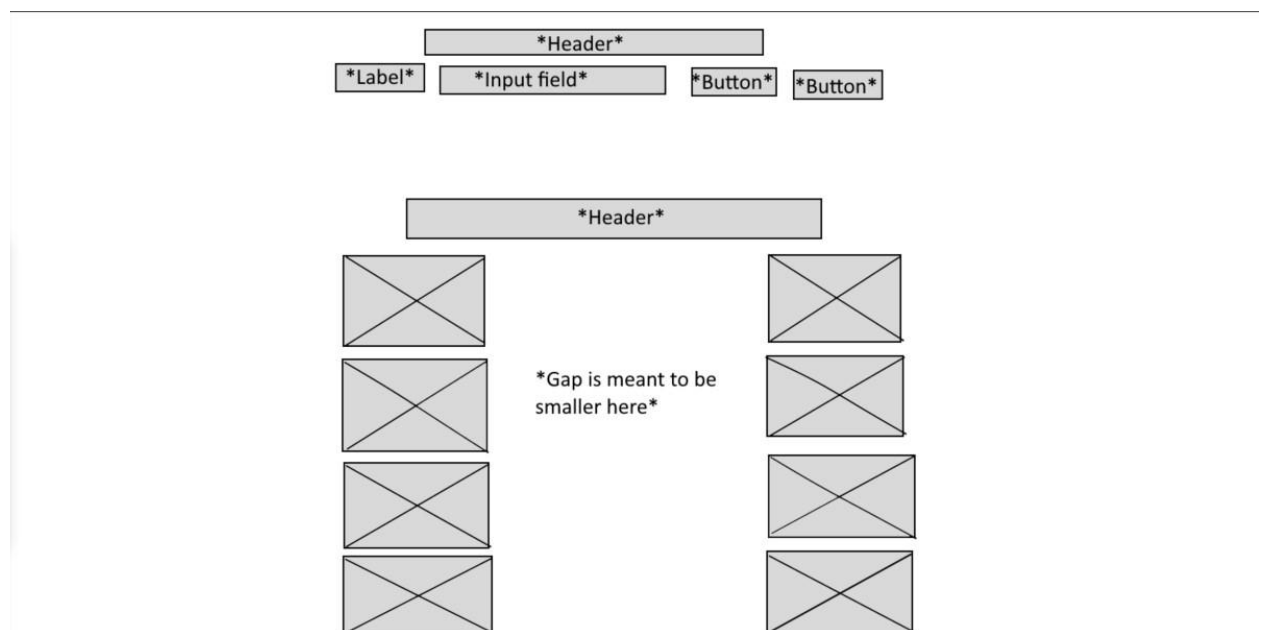 *Header*
*Label* *Input field* *Button* *Button*
*Header*
*Gap is meant to be
smaller here*